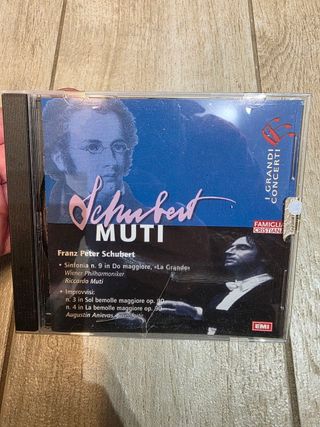 Schubert
MUTI
I GRANDI
CONCERTI
FAMIGLIA
CRISTIANA
Franz Peter Schubert
• Sinfonia n. 9 in Do maggiore, «La Grande»
Wiener Philharmoniker
Riccardo Muti
• Improvvisi:
n. 3 in Sol bemolle maggiore op. 90
n. 4 in La bemolle maggiore op. 90
Augustin Anievas
EMI